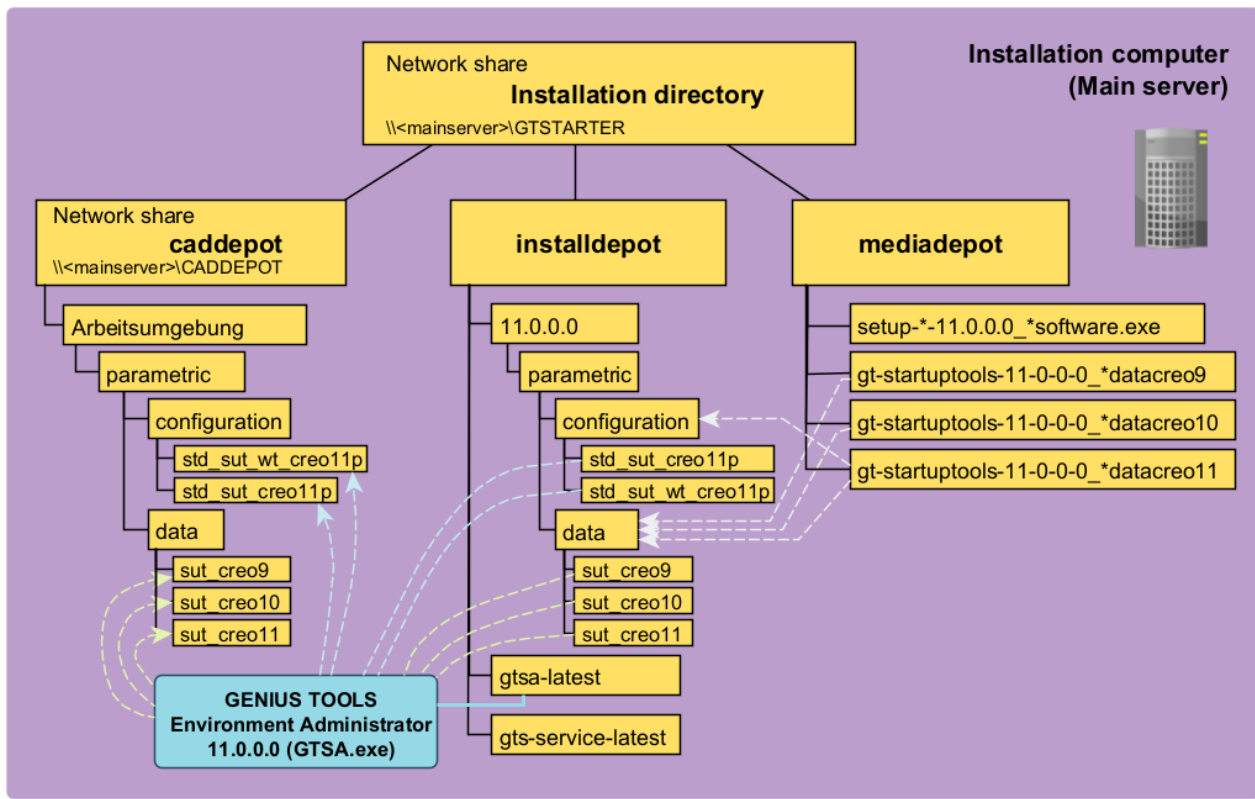 Installation computer
(Main server)
Network share
Installation directory
\\<mainserver>\GTSTARTER
Network share
caddepot
\\<mainserver>\CADDEPOT
Arbeitsumgebung
parametric
configuration
std_sut_wt_creo11p
std_sut_creo11p
data
sut_creo9
sut_creo10
sut_creo11
installdepot
11.0.0.0
parametric
configuration
std_sut_creo11p
std_sut_wt_creo11p
data
sut_creo9
sut_creo10
sut_creo11
gtsa-latest
gts-service-latest
mediadepot
setup-*-11.0.0.0_*software.exe
gt-startuptools-11-0-0-0_*datacreo9
gt-startuptools-11-0-0-0_*datacreo10
gt-startuptools-11-0-0-0_*datacreo11
GENIUS TOOLS
Environment Administrator
11.0.0.0 (GTSA.exe)